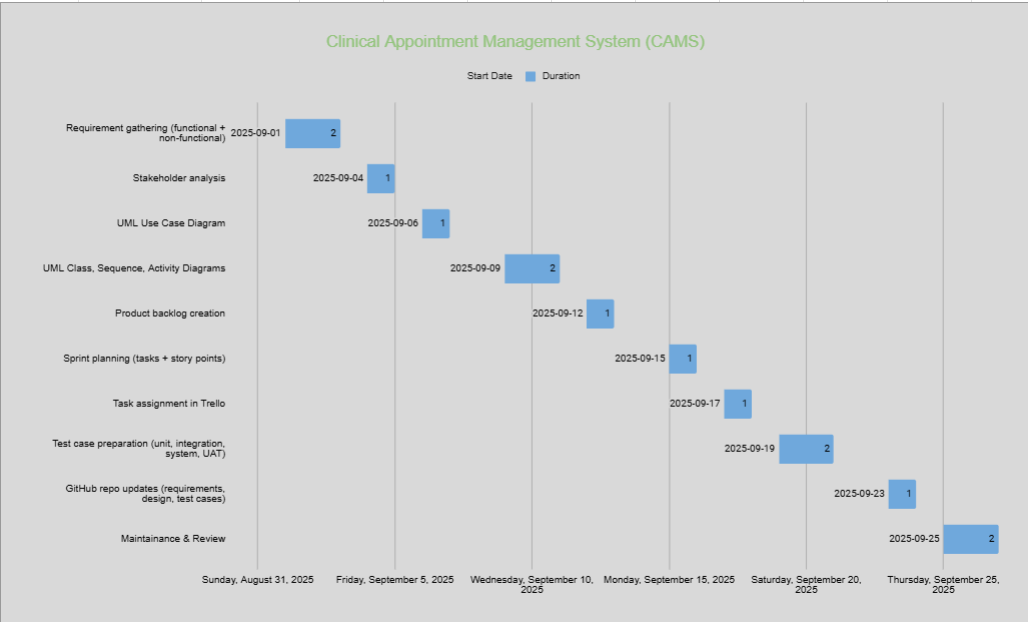 Clinical Appointment Management System (CAMS)
Start Date Duration
Requirement gathering (functional +
non-functional)
2025-09-01 2
Stakeholder analysis 2025-09-04 1
UML Use Case Diagram 2025-09-06 1
UML Class, Sequence, Activity Diagrams 2025-09-09 2
Product backlog creation 2025-09-12 1
Sprint planning (tasks + story points) 2025-09-15 1
Task assignment in Trello 2025-09-17 1
Test case preparation (unit, integration,
system, UAT)
2025-09-19 2
GitHub repo updates (requirements,
design, test cases)
2025-09-23 1
Maintainance & Review 2025-09-25 2
Sunday, August 31, 2025
Friday, September 5, 2025
Wednesday, September 10,
2025
Monday, September 15, 2025
Saturday, September 20,
2025
Thursday, September 25,
2025